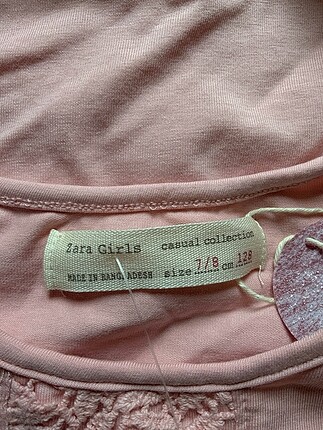 Zara Girls casual collection
MADE IN BANGLADESH size 7/8 cm 128